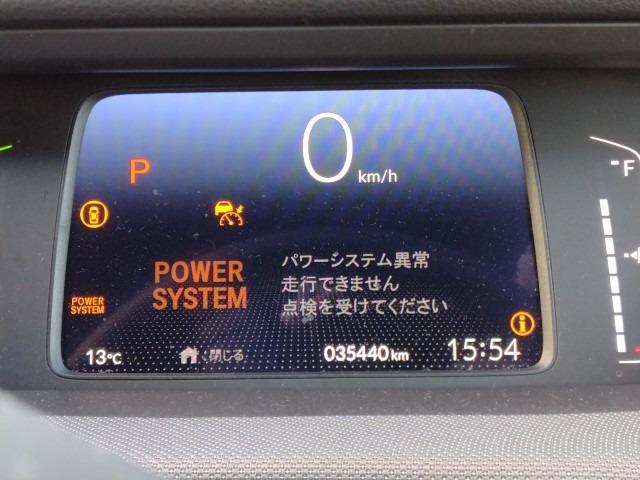 0 km/h
F
P
POWER SYSTEM
パワーシステム異常
走行できません
点検を受けてください
POWER
SYSTEM
i
13℃
閉じる
035440 km
15:54